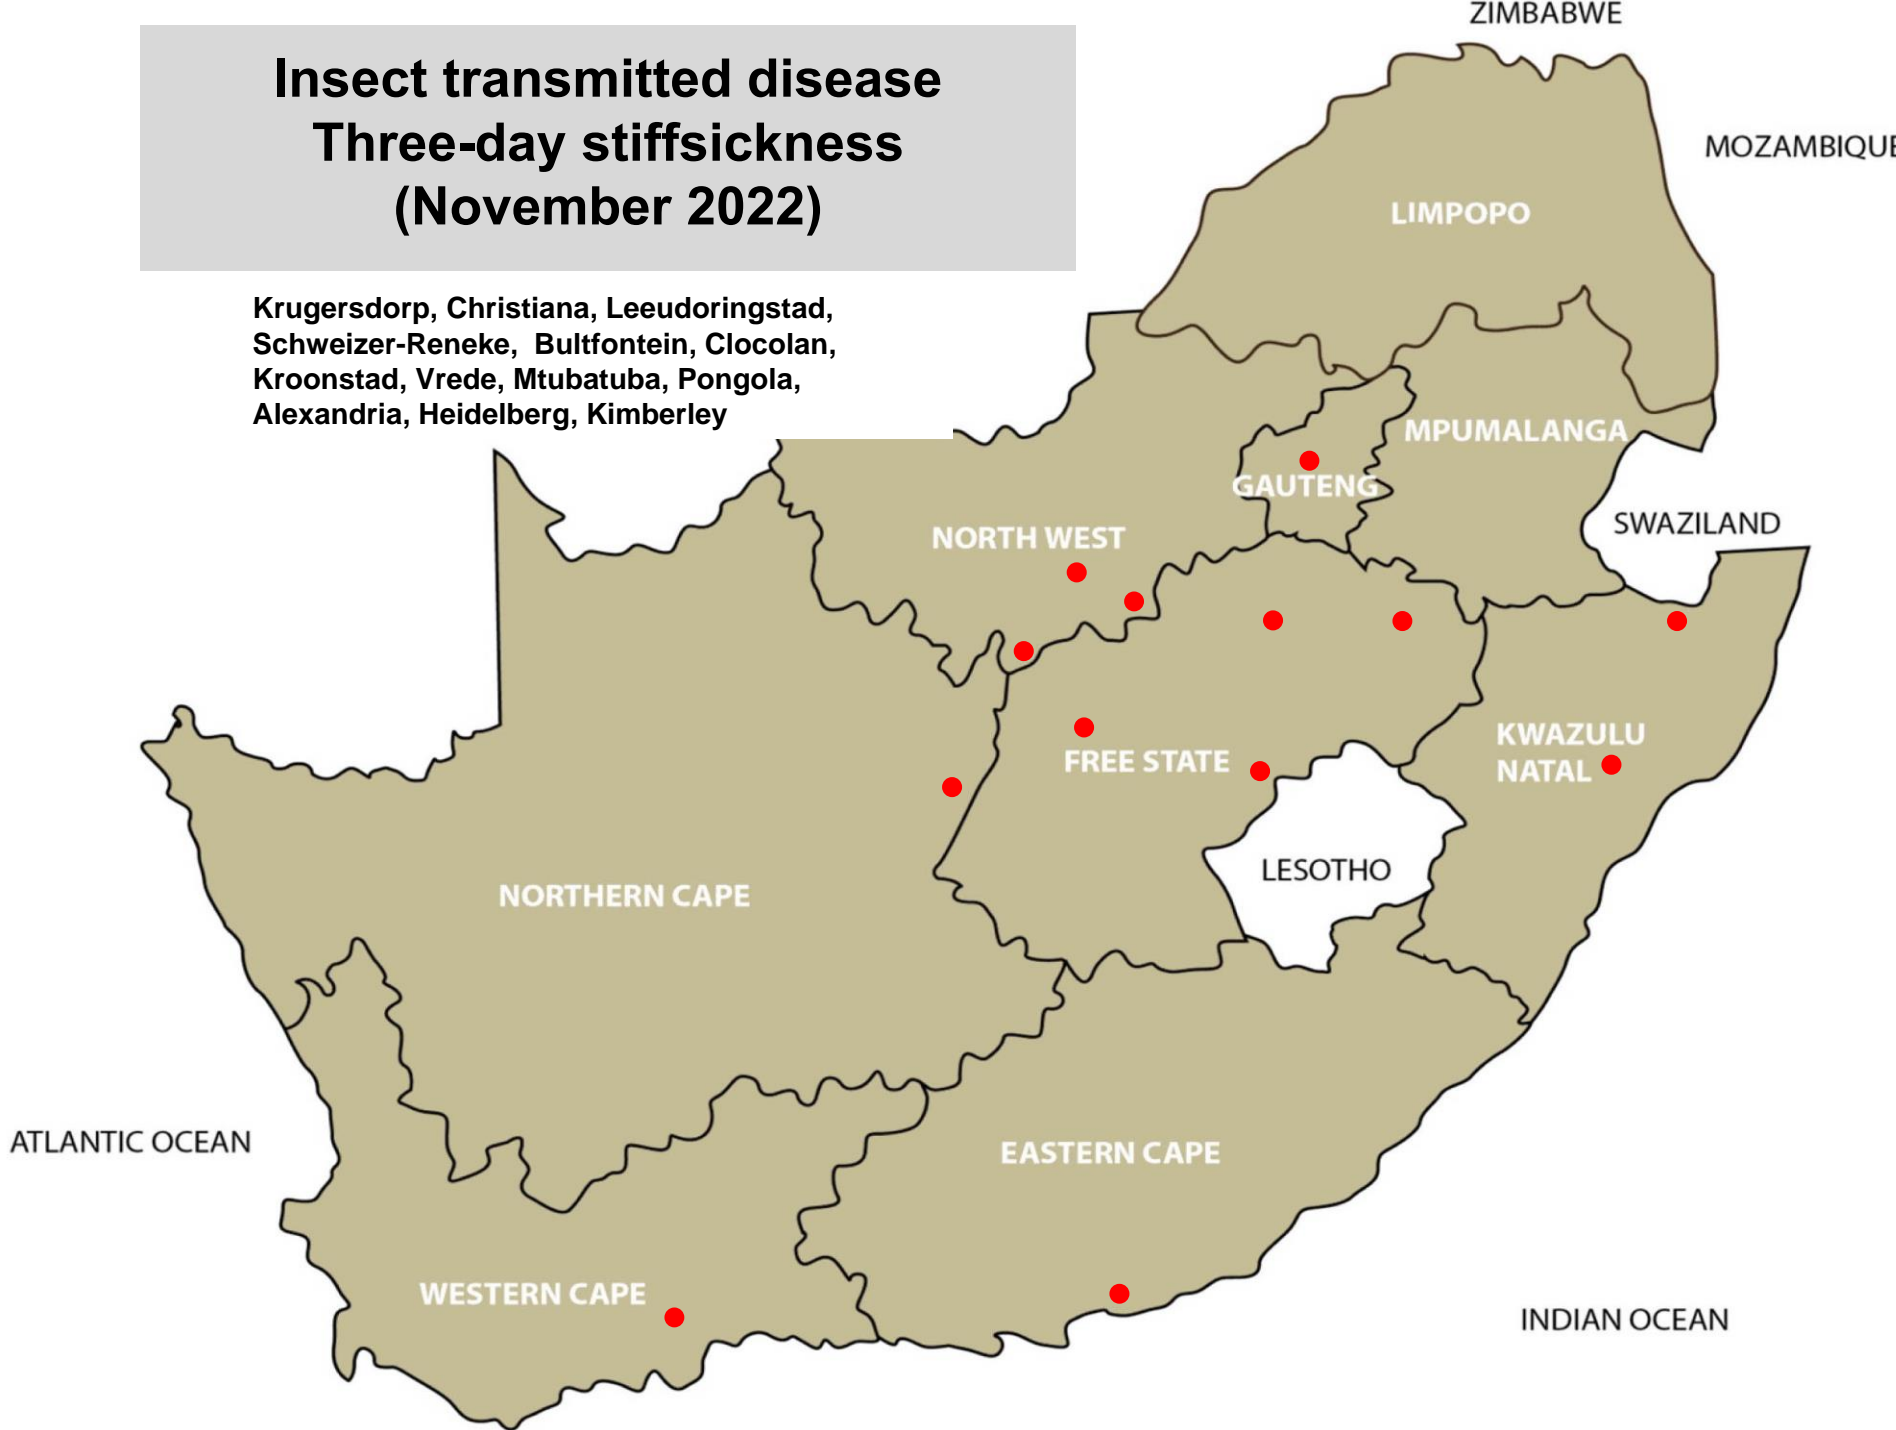 Insect transmitted disease
Three-day stiffsickness
(November 2022)
Krugersdorp, Christiana, Leeudoringstad,
Schweizer-Reneke, Bultfontein, Clocolan,
Kroonstad, Vrede, Mtubatuba, Pongola,
Alexandria, Heidelberg, Kimberley
ZIMBABWE
MOZAMBIQUE
LIMPOPO
MPUMALANGA
GAUTENG
NORTH WEST
SWAZILAND
KWAZULU
NATAL
FREE STATE
LESOTHO
NORTHERN CAPE
ATLANTIC OCEAN
EASTERN CAPE
WESTERN CAPE
INDIAN OCEAN